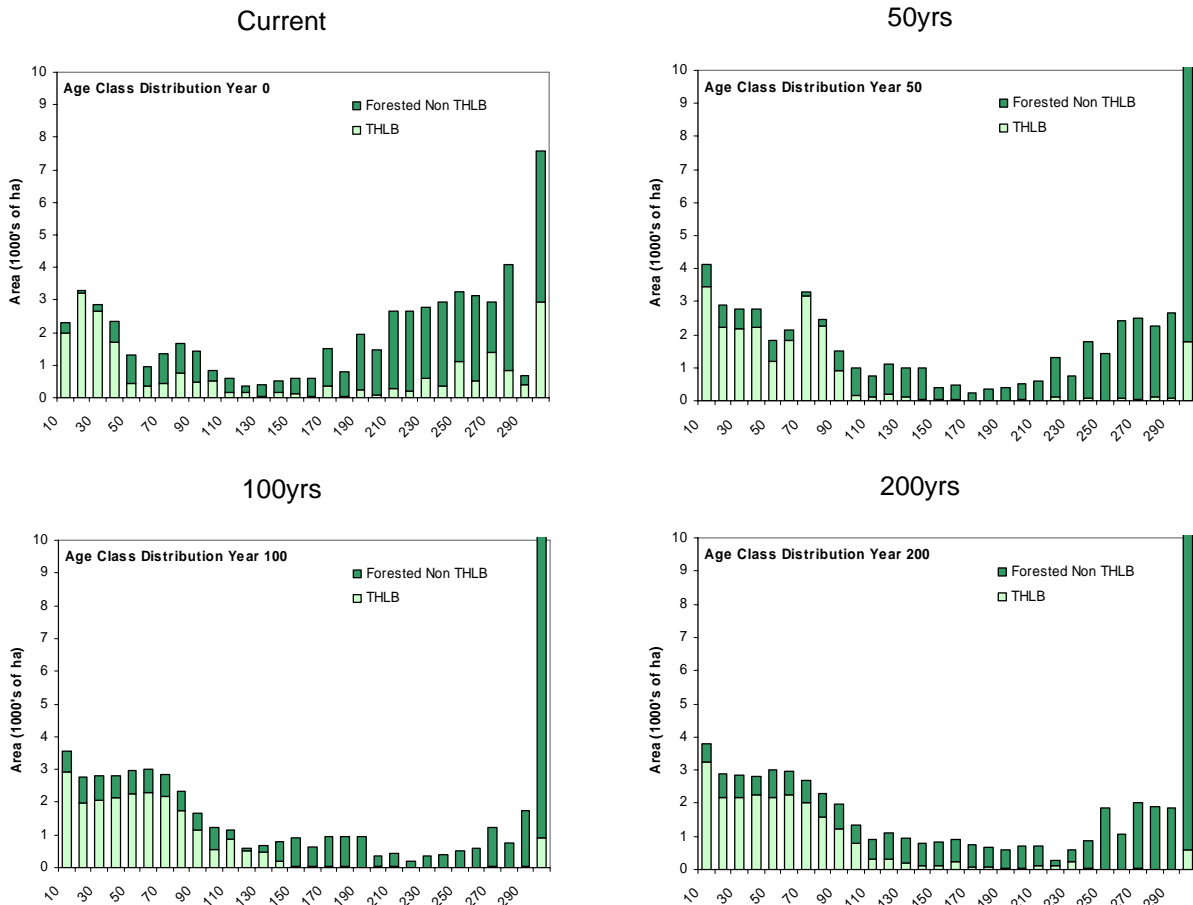 Current
Age Class Distribution Year 0
Forested Non THLB
THLB
Area (1000's of ha)
10
9
8
7
6
5
4
3
2
1
0
10 30 50 70 90 110 130 150 170 190 210 230 250 270 290
50yrs
Age Class Distribution Year 50
Forested Non THLB
THLB
Area (1000's of ha)
10
9
8
7
6
5
4
3
2
1
0
10 30 50 70 90 110 130 150 170 190 210 230 250 270 290
100yrs
Age Class Distribution Year 100
Forested Non THLB
THLB
Area (1000's of ha)
10
9
8
7
6
5
4
3
2
1
0
10 30 50 70 90 110 130 150 170 190 210 230 250 270 290
200yrs
Age Class Distribution Year 200
Forested Non THLB
THLB
Area (1000's of ha)
10
9
8
7
6
5
4
3
2
1
0
10 30 50 70 90 110 130 150 170 190 210 230 250 270 290